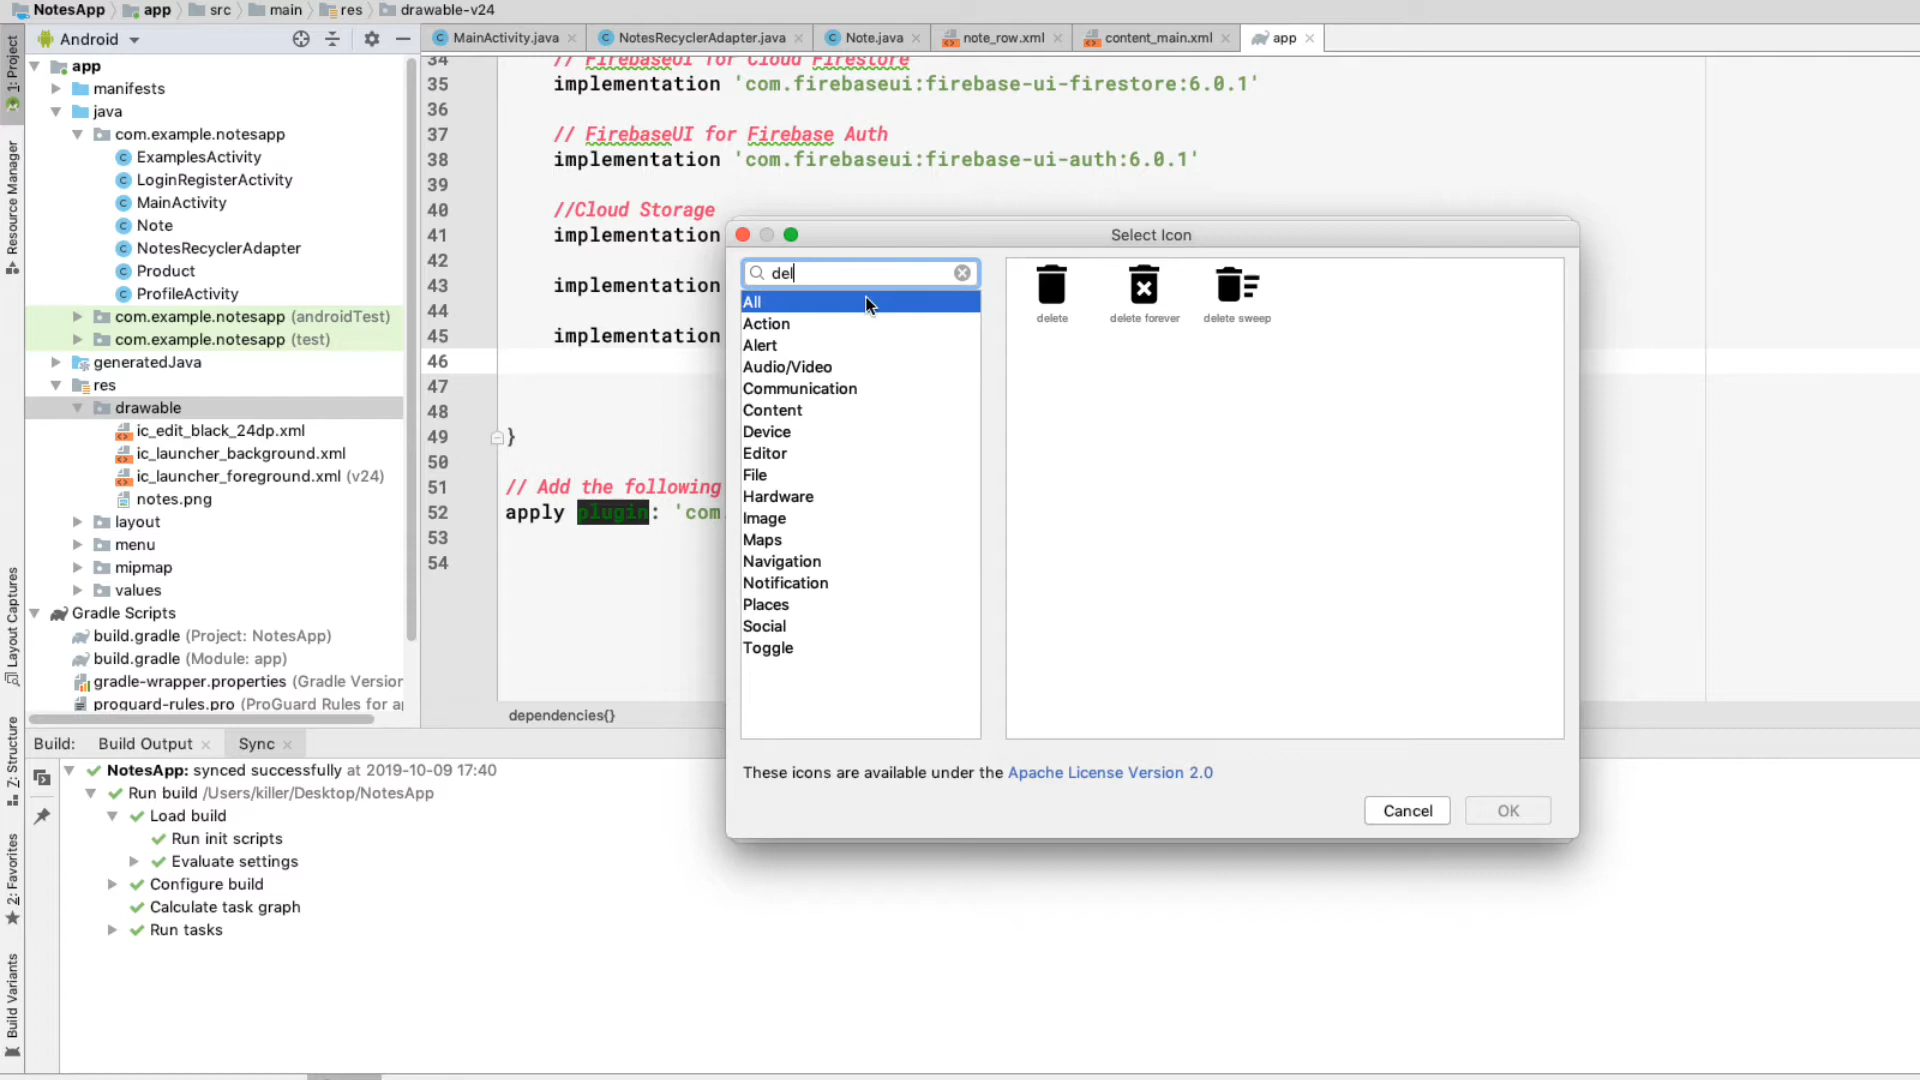 NotesApp app src main res drawable-v24
Android
MainActivity.java NotesRecyclerAdapter.java Note.java note_row.xml content_main.xml app
1: Project
Resource Manager
Layout Captures
Z: Structure
2: Favorites
Build Variants
app
manifests
java
com.example.notesapp
ExamplesActivity
LoginRegisterActivity
MainActivity
Note
NotesRecyclerAdapter
Product
ProfileActivity
com.example.notesapp (androidTest)
com.example.notesapp (test)
generatedJava
res
drawable
ic_edit_black_24dp.xml
ic_launcher_background.xml
ic_launcher_foreground.xml (v24)
notes.png
layout
menu
mipmap
values
Gradle Scripts
build.gradle (Project: NotesApp)
build.gradle (Module: app)
gradle-wrapper.properties (Gradle Version
proguard-rules.pro (ProGuard Rules for a
34 // FirebaseUI for Cloud Firestore
35 implementation 'com.firebaseui:firebase-ui-firestore:6.0.1'
36
37 // FirebaseUI for Firebase Auth
38 implementation 'com.firebaseui:firebase-ui-auth:6.0.1'
39
40 //Cloud Storage
41 implementation
42
43 implementation
44
45 implementation
46
47
48
49 }
50
51 // Add the following
52 apply plugin: 'com.
53
54
dependencies{}
Select Icon
del
All
Action
Alert
Audio/Video
Communication
Content
Device
Editor
File
Hardware
Image
Maps
Navigation
Notification
Places
Social
Toggle
delete delete forever delete sweep
These icons are available under the Apache License Version 2.0
Cancel OK
Build: Build Output Sync
NotesApp: synced successfully at 2019-10-09 17:40
Run build /Users/killer/Desktop/NotesApp
Load build
Run init scripts
Evaluate settings
Configure build
Calculate task graph
Run tasks